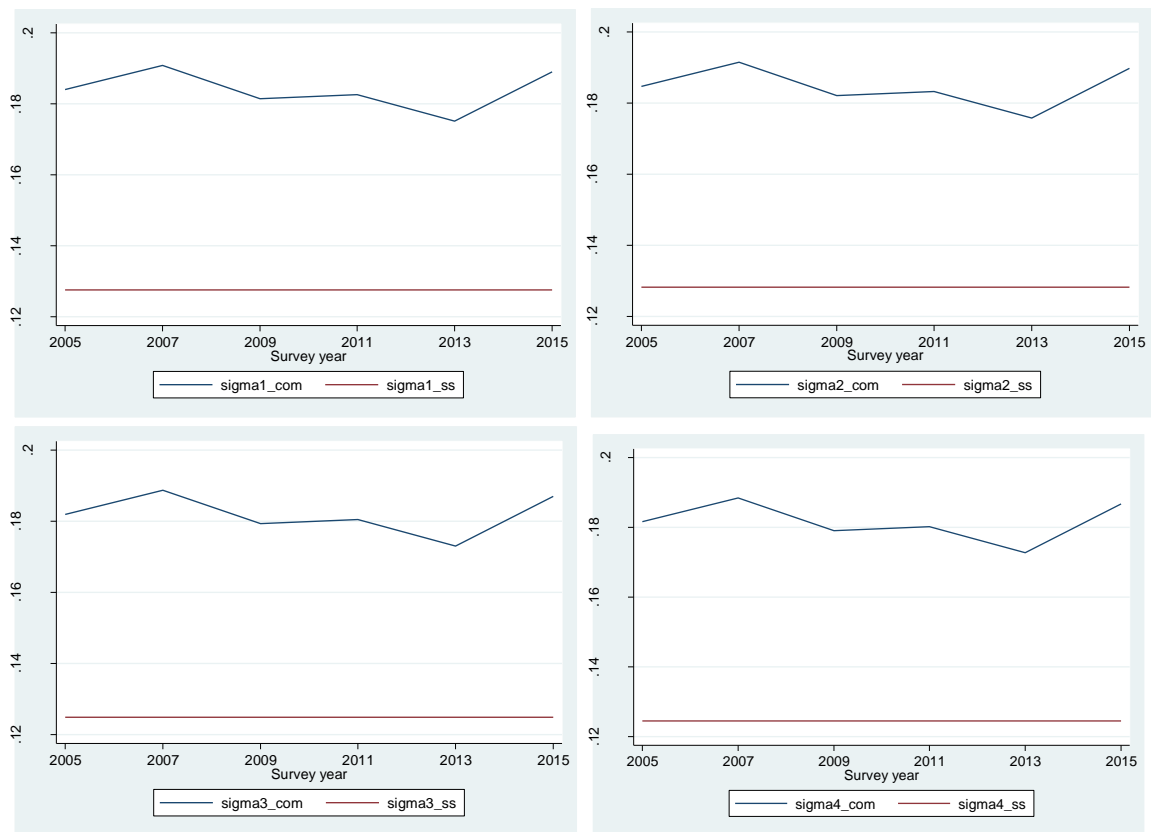 .2
.18
.16
.14
.12
2005 2007 2009 2011 2013 2015
Survey year
sigma1_com sigma1_ss
.2
.18
.16
.14
.12
2005 2007 2009 2011 2013 2015
Survey year
sigma2_com sigma2_ss
.2
.18
.16
.14
.12
2005 2007 2009 2011 2013 2015
Survey year
sigma3_com sigma3_ss
.2
.18
.16
.14
.12
2005 2007 2009 2011 2013 2015
Survey year
sigma4_com sigma4_ss